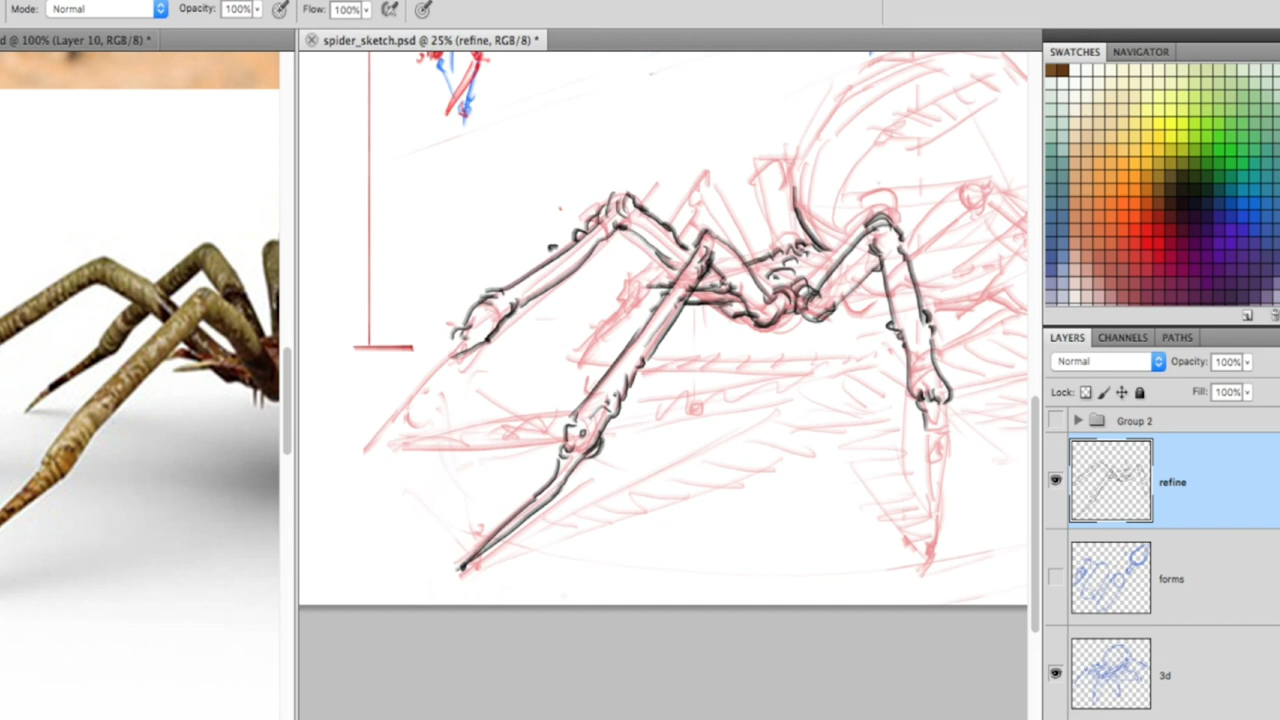 Mode: Normal Opacity: 100% Flow: 100%
d @ 100% (Layer 10, RGB/8) *
spider_sketch.psd @ 25% (refine, RGB/8) *
SWATCHES NAVIGATOR
LAYERS CHANNELS PATHS
Normal Opacity: 100%
Lock: Fill: 100%
Group 2
refine
forms
3d